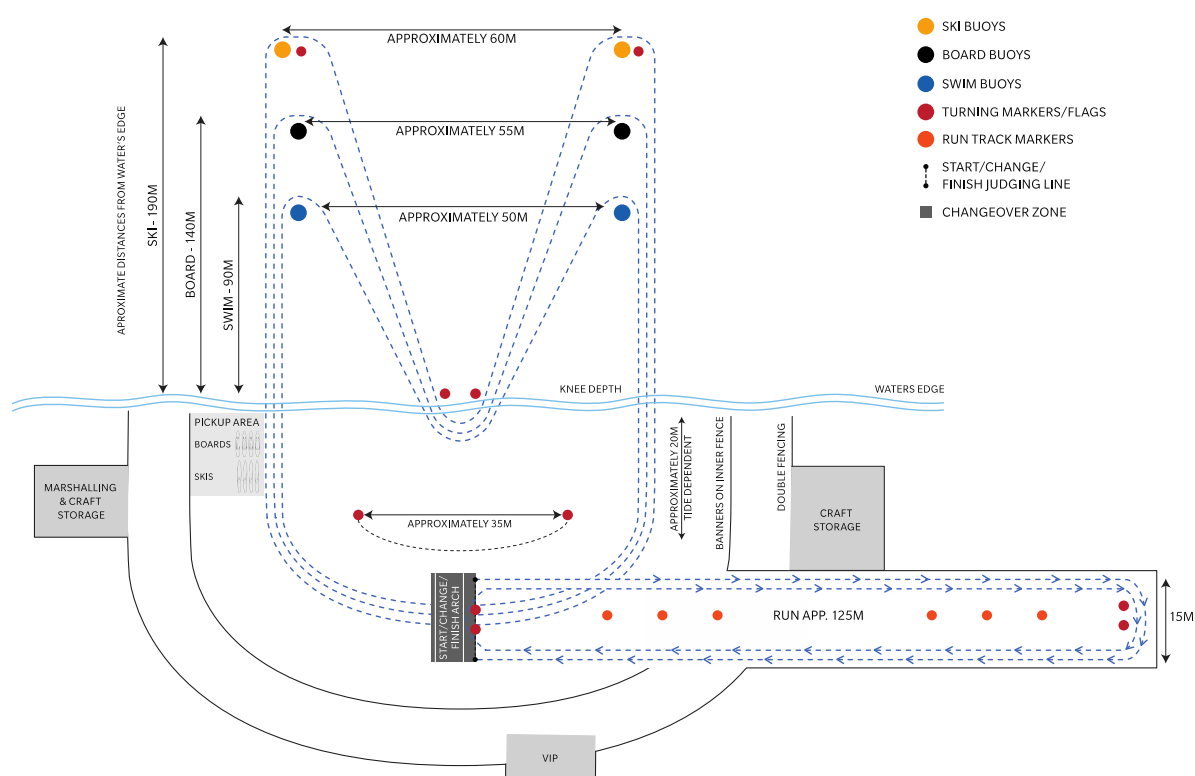 APPROXIMATELY 60M
APPROXIMATELY 55M
APPROXIMATELY 50M
APROXIMATE DISTANCES FROM WATER'S EDGE
SKI - 190M
BOARD - 140M
SWIM - 90M
SKI BUOYS
BOARD BUOYS
SWIM BUOYS
TURNING MARKERS/FLAGS
RUN TRACK MARKERS
START/CHANGE/
FINISH JUDGING LINE
CHANGEOVER ZONE
KNEE DEPTH
WATERS EDGE
PICKUP AREA
BOARDS
SKIS
MARSHALLING
& CRAFT
STORAGE
APPROXIMATELY 35M
APPROXIMATELY 20M
TIDE DEPENDENT
BANNERS ON INNER FENCE
DOUBLE FENCING
CRAFT
STORAGE
START/CHANGE/
FINISH ARCH
RUN APP. 125M
15M
VIP